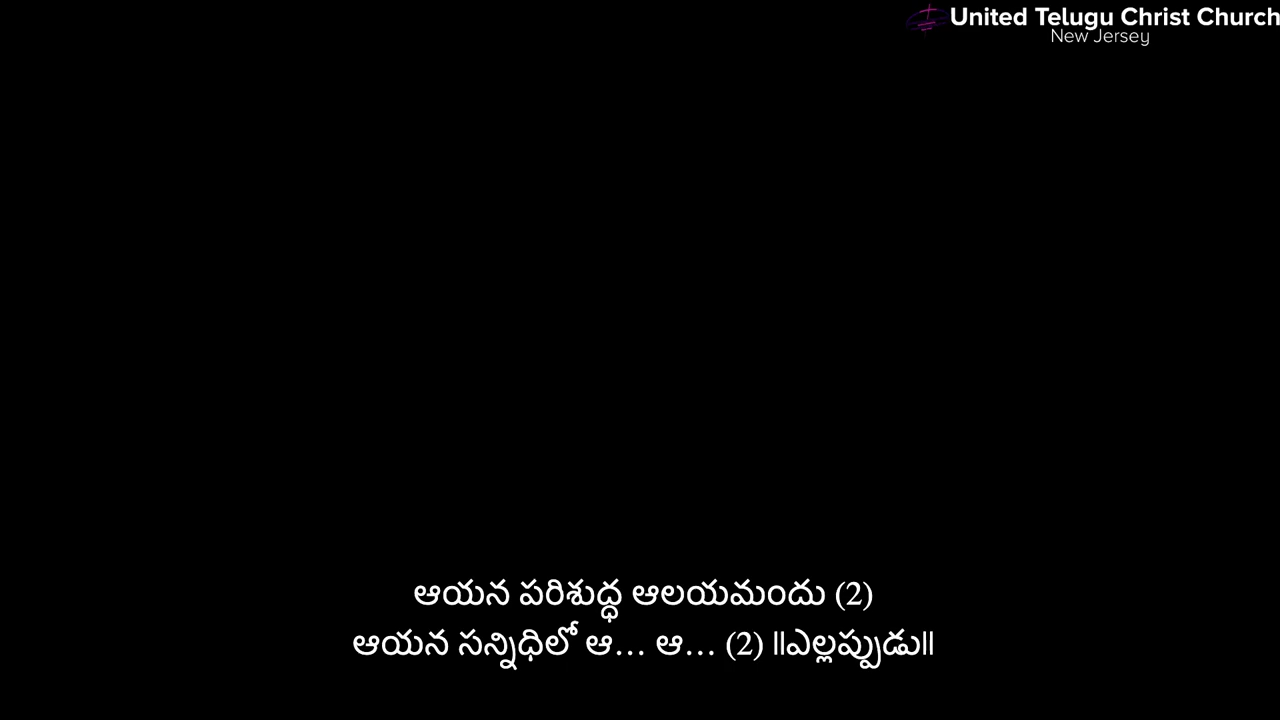 United Telugu Christ Church
New Jersey
ఆయన పరిశుద్ధ ఆలయమందు (2)
ఆయన సన్నిధిలో ఆ... ఆ... (2) ||ఎల్లప్పుడు||